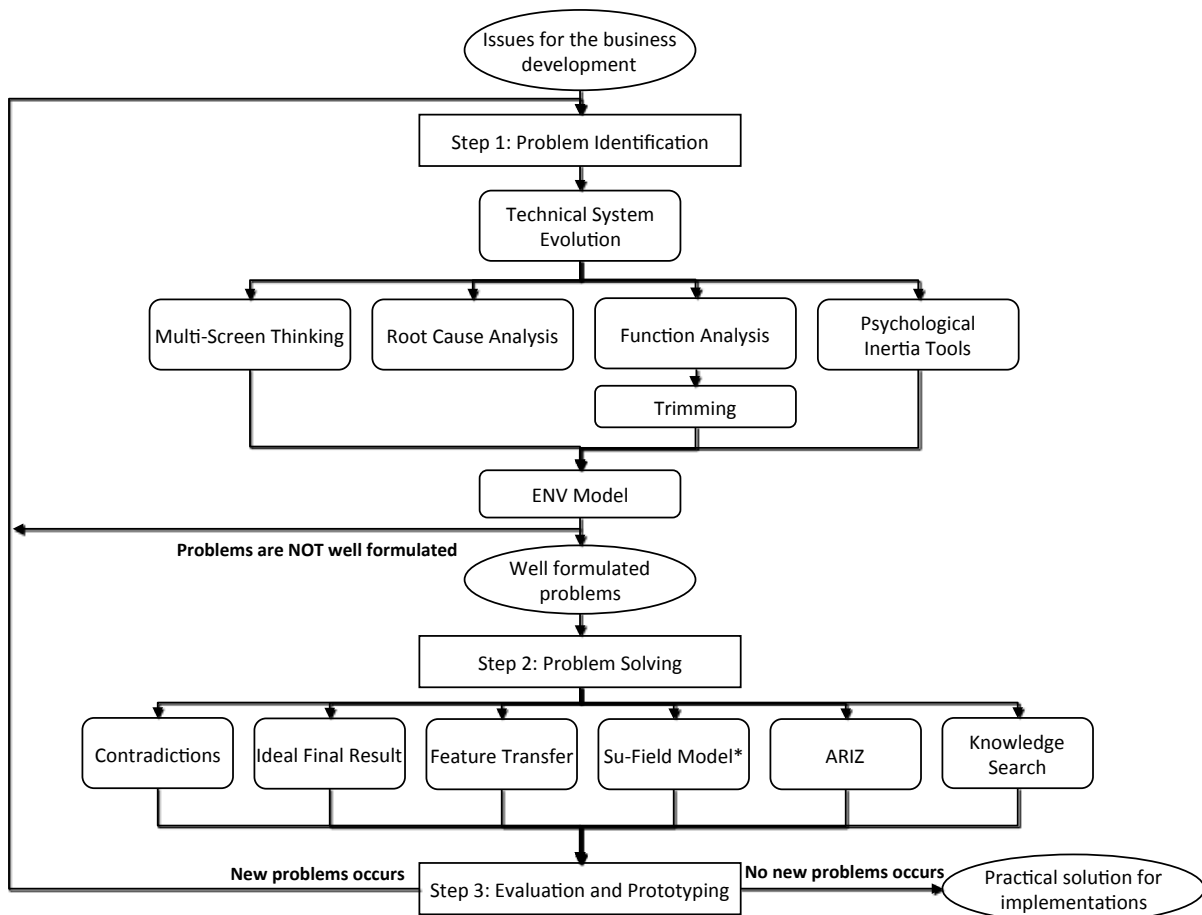 Issues for the business
development
Step 1: Problem Identification
Technical System
Evolution
Multi-Screen Thinking
Root Cause Analysis
Function Analysis
Psychological
Inertia Tools
Trimming
ENV Model
Problems are NOT well formulated
Well formulated
problems
Step 2: Problem Solving
Contradictions
Ideal Final Result
Feature Transfer
Su-Field Model*
ARIZ
Knowledge
Search
New problems occurs
Step 3: Evaluation and Prototyping
No new problems occurs
Practical solution for
implementations